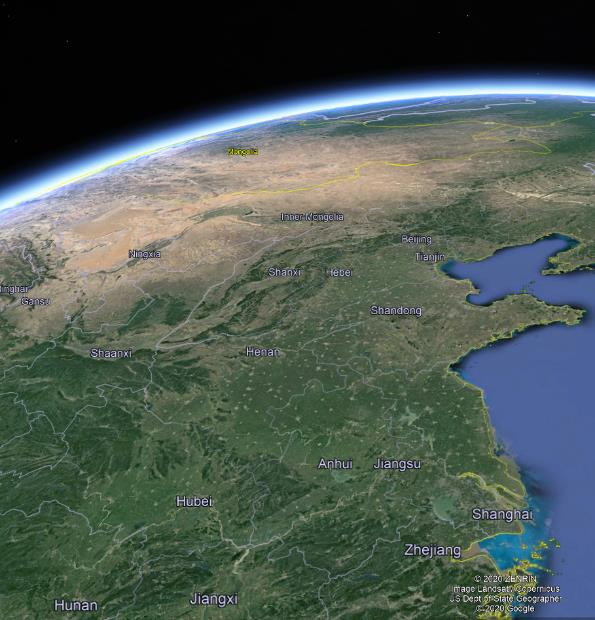 Mongolia
Inner Mongolia
Beijing
Ningxia
Tianjin
Shanxi
Hebei
Gansu
Shandong
Shaanxi
Henan
Anhui
Jiangsu
Hubei
Shanghai
Zhejiang
© 2020 ZENRIN
Image Landsat / Copernicus
US Dept of State Geographer
© 2020 Google
Jiangxi
Hunan